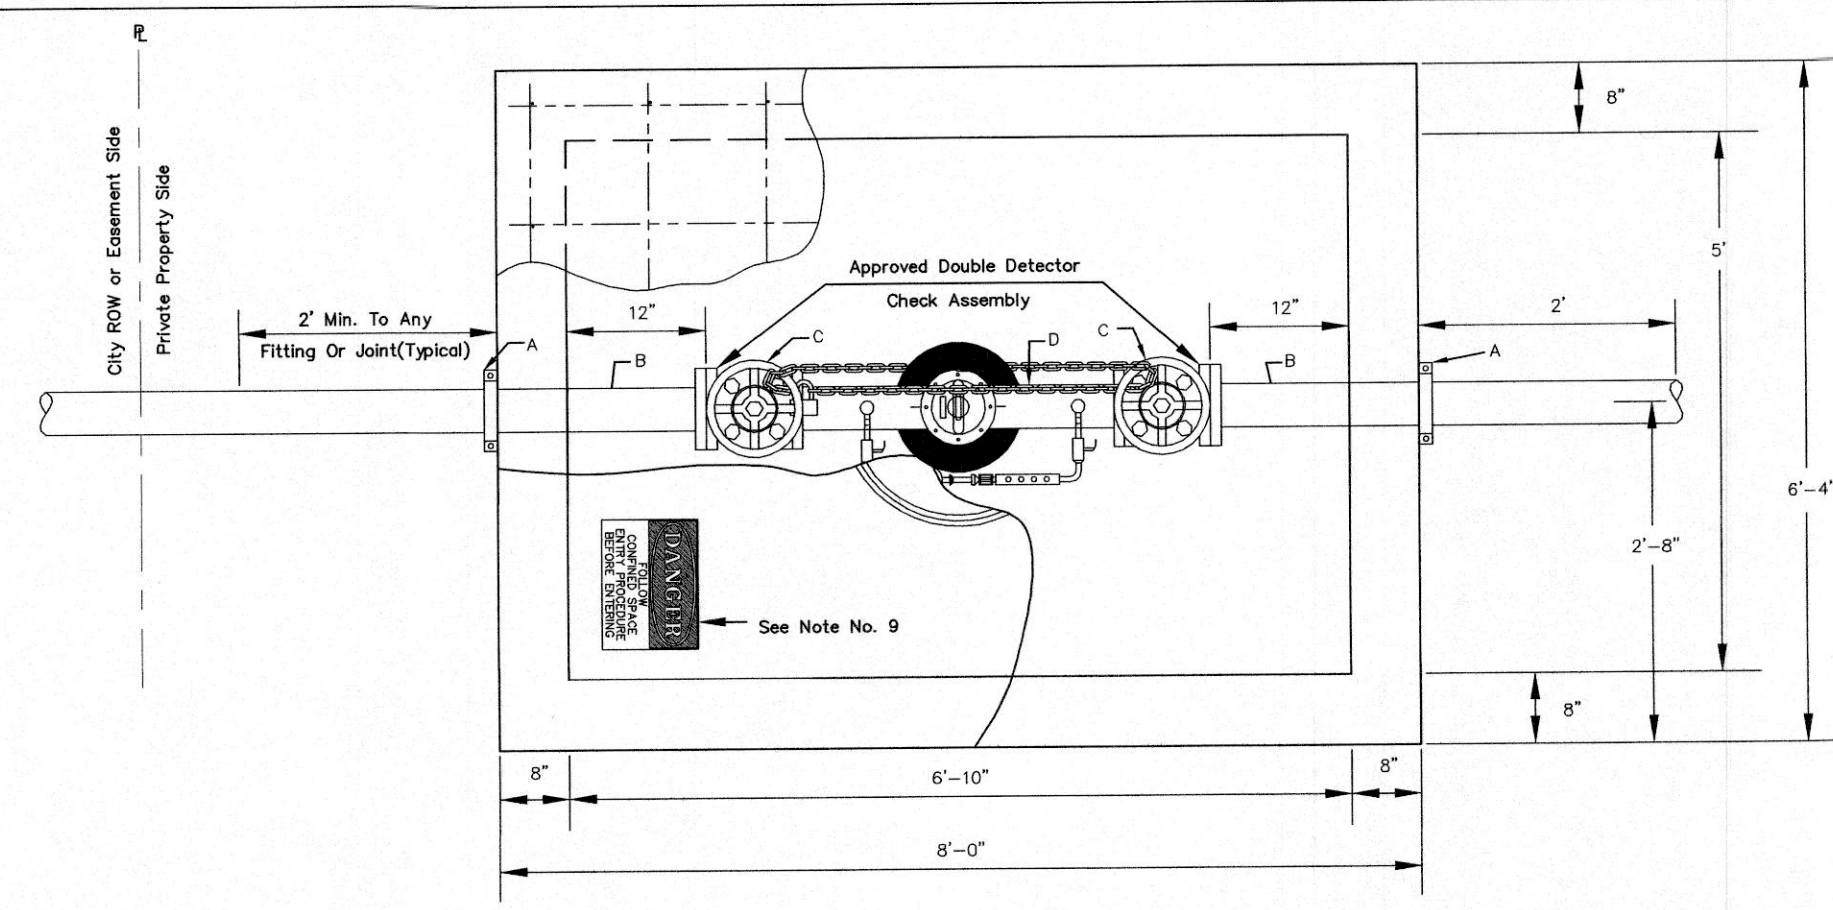 PL
City ROW or Easement Side
Private Property Side
8"
5'
6'-4"
2'-8"
8"
2'
Approved Double Detector
Check Assembly
12"
12"
2' Min. To Any
Fitting Or Joint(Typical)
A
B
C
D
C
B
A
DANGER
FOLLOW
CONFINED SPACE
ENTRY PROCEDURE
BEFORE ENTERING
See Note No. 9
8"
6'-10"
8"
8'-0"